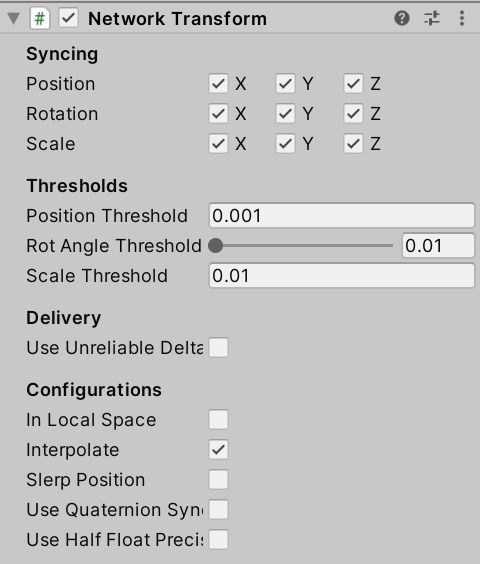 # Network Transform ?
Syncing
Position X Y Z
Rotation X Y Z
Scale X Y Z
Thresholds
Position Threshold 0.001
Rot Angle Threshold 0.01
Scale Threshold 0.01
Delivery
Use Unreliable Delta
Configurations
In Local Space
Interpolate
Slerp Position
Use Quaternion Syn
Use Half Float Preci